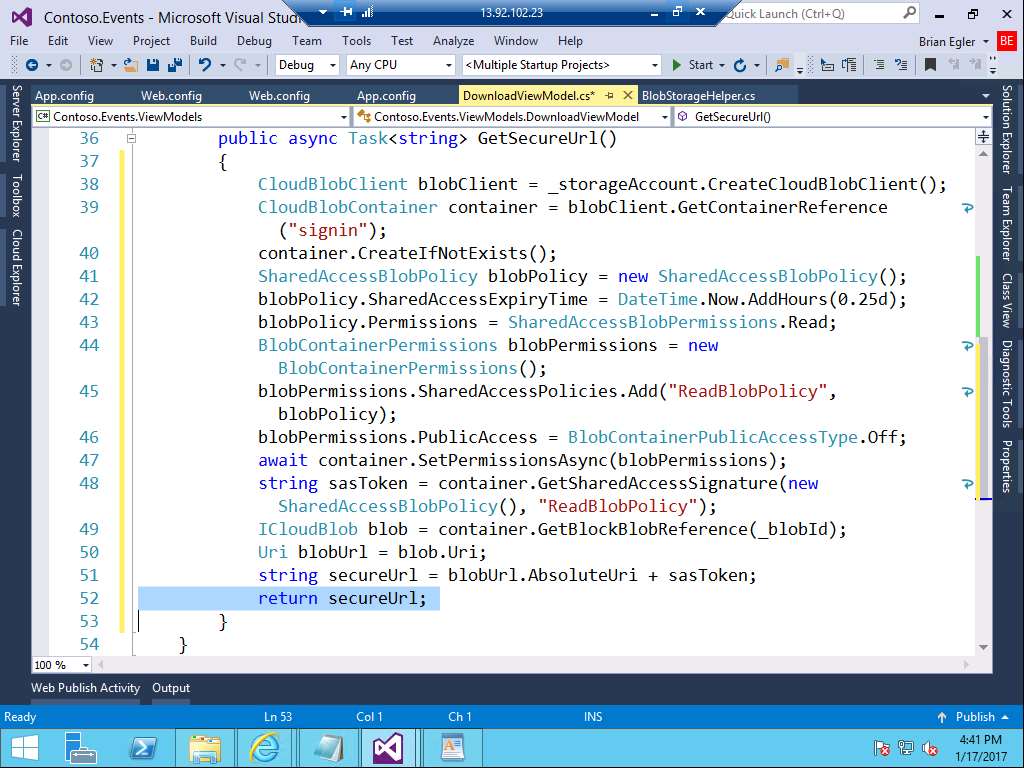 Contoso.Events - Microsoft Visual Stud
13.92.102.23
Quick Launch (Ctrl+Q)
File Edit View Project Build Debug Team Tools Test Analyze Window Help
Brian Egler
BE
Debug Any CPU <Multiple Startup Projects> Start
App.config Web.config Web.config App.config DownloadViewModel.cs* BlobStorageHelper.cs
C# Contoso.Events.ViewModels Contoso.Events.ViewModels.DownloadViewModel GetSecureUrl()
Server Explorer
Toolbox
Cloud Explorer
36 public async Task<string> GetSecureUrl()
37 {
38 CloudBlobClient blobClient = _storageAccount.CreateCloudBlobClient();
39 CloudBlobContainer container = blobClient.GetContainerReference
("signin");
40 container.CreateIfNotExists();
41 SharedAccessBlobPolicy blobPolicy = new SharedAccessBlobPolicy();
42 blobPolicy.SharedAccessExpiryTime = DateTime.Now.AddHours(0.25d);
43 blobPolicy.Permissions = SharedAccessBlobPermissions.Read;
44 BlobContainerPermissions blobPermissions = new
BlobContainerPermissions();
45 blobPermissions.SharedAccessPolicies.Add("ReadBlobPolicy",
blobPolicy);
46 blobPermissions.PublicAccess = BlobContainerPublicAccessType.Off;
47 await container.SetPermissionsAsync(blobPermissions);
48 string sasToken = container.GetSharedAccessSignature(new
SharedAccessBlobPolicy(), "ReadBlobPolicy");
49 ICloudBlob blob = container.GetBlockBlobReference(_blobId);
50 Uri blobUrl = blob.Uri;
51 string secureUrl = blobUrl.AbsoluteUri + sasToken;
52 return secureUrl;
53 }
54 }
Solution Explorer
Team Explorer
Class View
Diagnostic Tools
Properties
100 %
Web Publish Activity Output
Ready Ln 53 Col 1 Ch 1 INS Publish
4:41 PM
1/17/2017